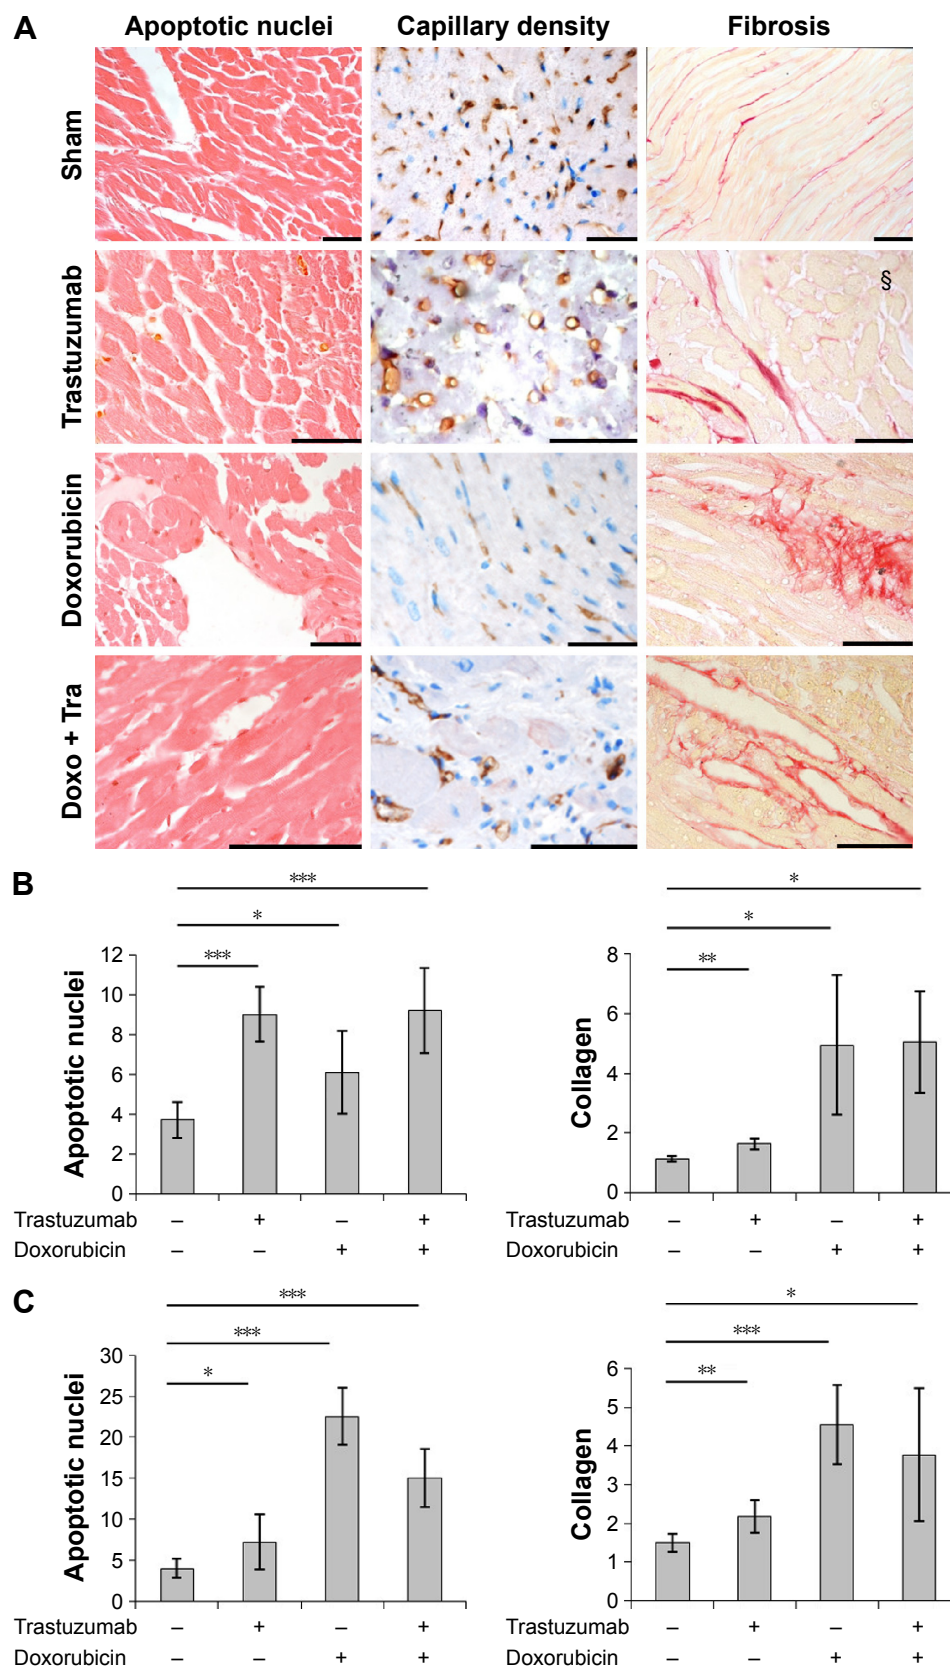 A
Apoptotic nuclei Capillary density Fibrosis
Sham
Trastuzumab
§
Doxorubicin
Doxo + Tra
B
*** *
* *
*** **
12
10
8
6
4
2
0
Apoptotic nuclei
8
6
4
2
0
Collagen
Trastuzumab – + – +
Doxorubicin – – + +
Trastuzumab – + – +
Doxorubicin – – + +
C
*** *
*** ***
* **
30
25
20
15
10
5
0
Apoptotic nuclei
6
5
4
3
2
1
0
Collagen
Trastuzumab – + – +
Doxorubicin – – + +
Trastuzumab – + – +
Doxorubicin – – + +